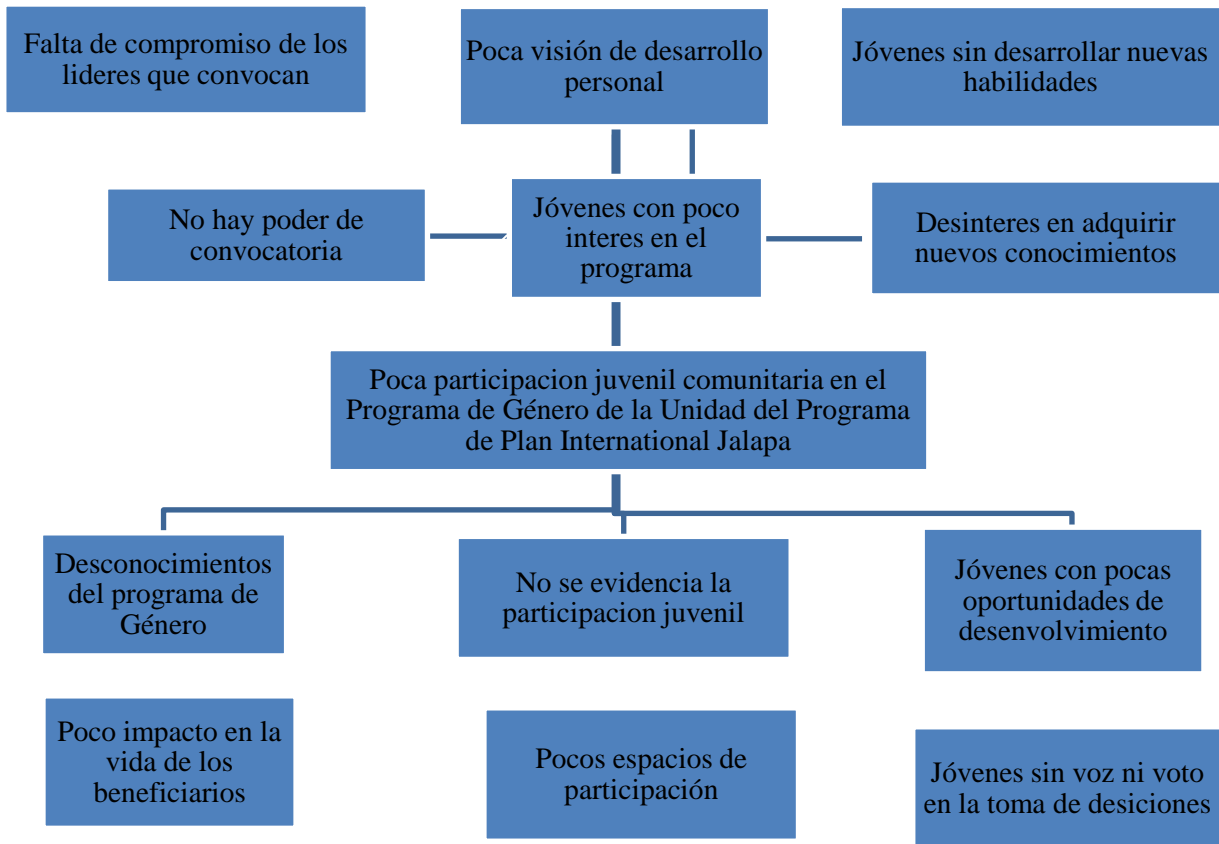 Falta de compromiso de los
lideres que convocan
Poca visión de desarrollo
personal
Jóvenes sin desarrollar nuevas
habilidades
No hay poder de
convocatoria
Jóvenes con poco
interes en el
programa
Desinteres en adquirir
nuevos conocimientos
Poca participacion juvenil comunitaria en el
Programa de Género de la Unidad del Programa
de Plan International Jalapa
Desconocimientos
del programa de
Género
No se evidencia la
participacion juvenil
Jóvenes con pocas
oportunidades de
desenvolvimiento
Poco impacto en la
vida de los
beneficiarios
Pocos espacios de
participación
Jóvenes sin voz ni voto
en la toma de desiciones